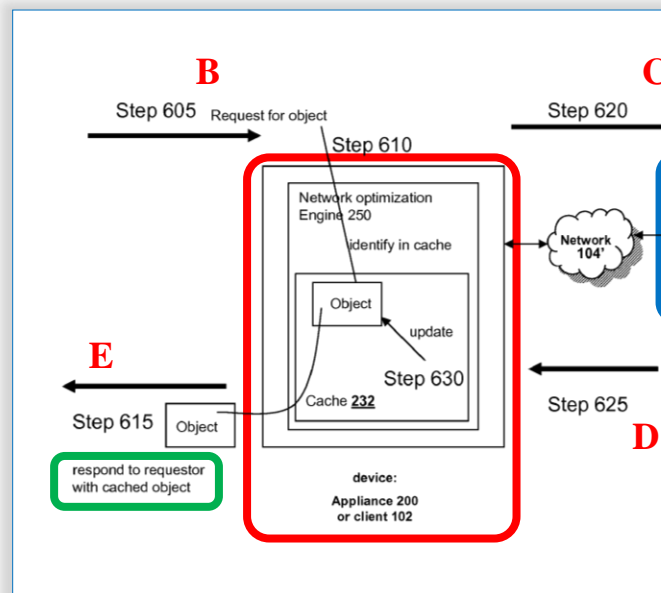 B
C
Step 605
Request for object
Step 620
Step 610
Network optimization
Engine 250
identify in cache
Network
104'
Object
update
E
Step 630
Cache 232
Step 615
Object
Step 625
D
respond to requestor
with cached object
device:
Appliance 200
or client 102